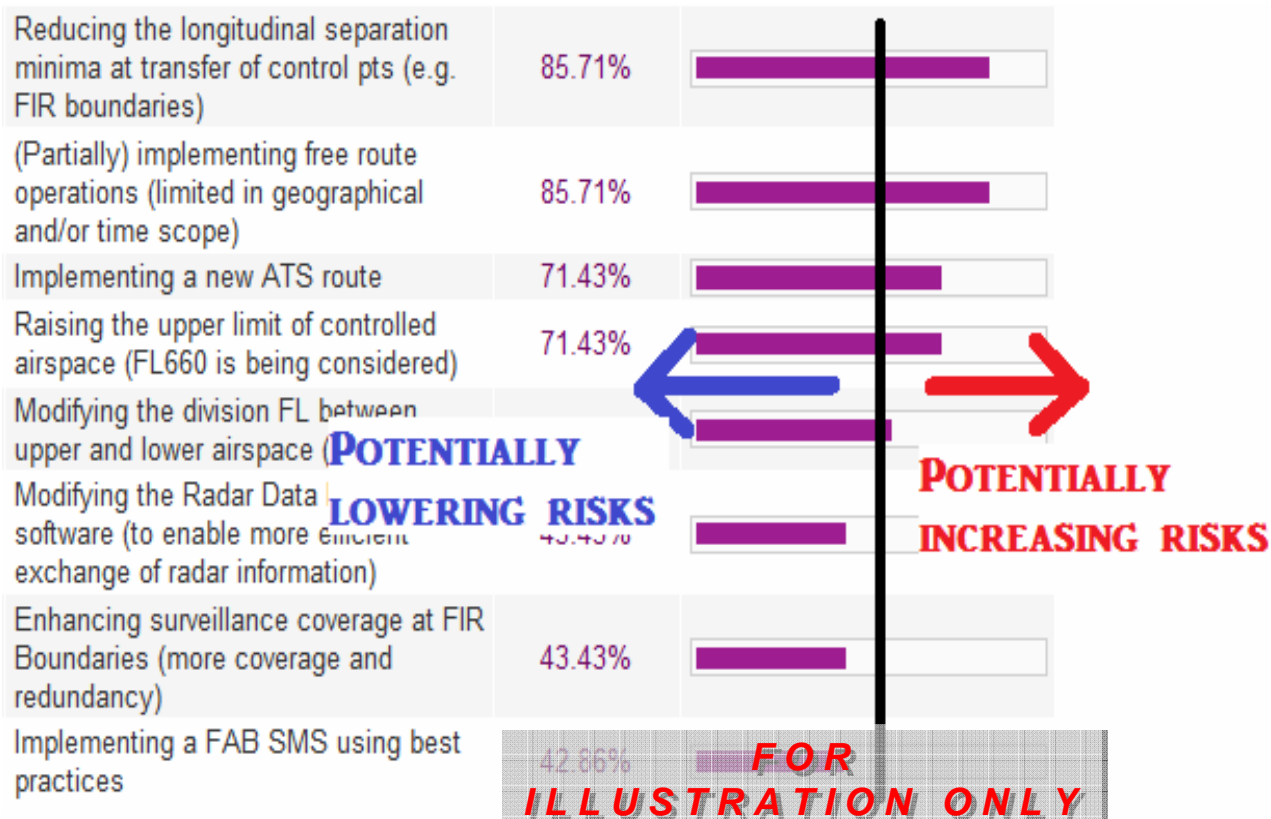 Reducing the longitudinal separation
minima at transfer of control pts (e.g.
FIR boundaries)
85.71%
(Partially) implementing free route
operations (limited in geographical
and/or time scope)
85.71%
Implementing a new ATS route
71.43%
Raising the upper limit of controlled
airspace (FL660 is being considered)
71.43%
Modifying the division FL between
upper and lower airspace (
POTENTIALLY
LOWERING RISKS
POTENTIALLY
INCREASING RISKS
Modifying the Radar Data
software (to enable more efficient
exchange of radar information)
Enhancing surveillance coverage at FIR
Boundaries (more coverage and
redundancy)
43.43%
Implementing a FAB SMS using best
practices
42.86%
FOR
ILLUSTRATION ONLY